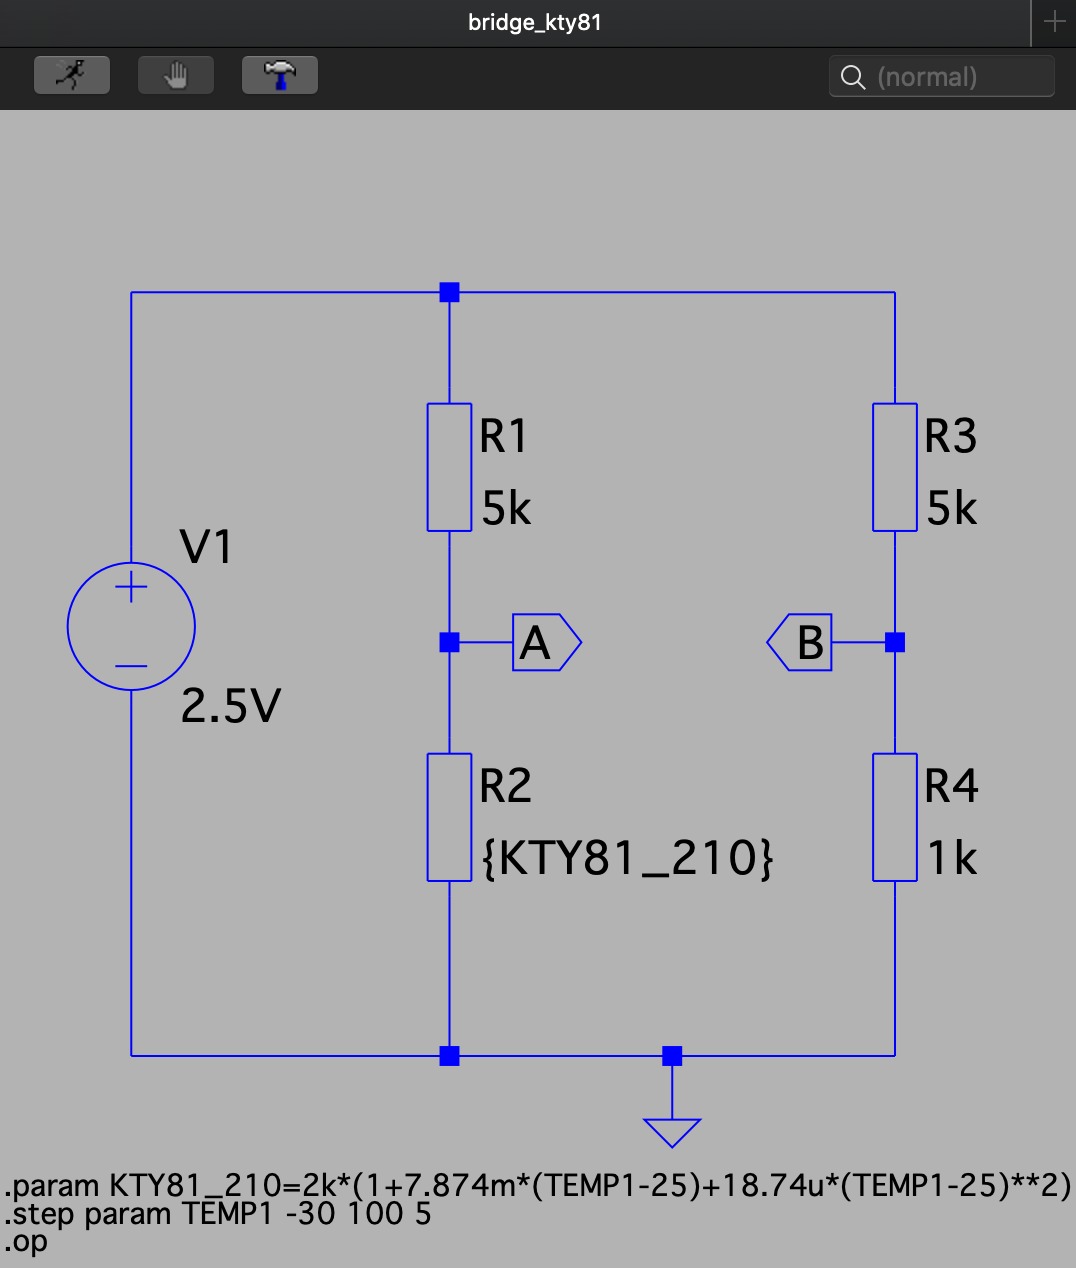 bridge_kty81
(normal)
R1
5k
R3
5k
V1
2.5V
A
B
R2
{KTY81_210}
R4
1k
.param KTY81_210=2k*(1+7.874m*(TEMP1-25)+18.74u*(TEMP1-25)**2)
.step param TEMP1 -30 100 5
.op